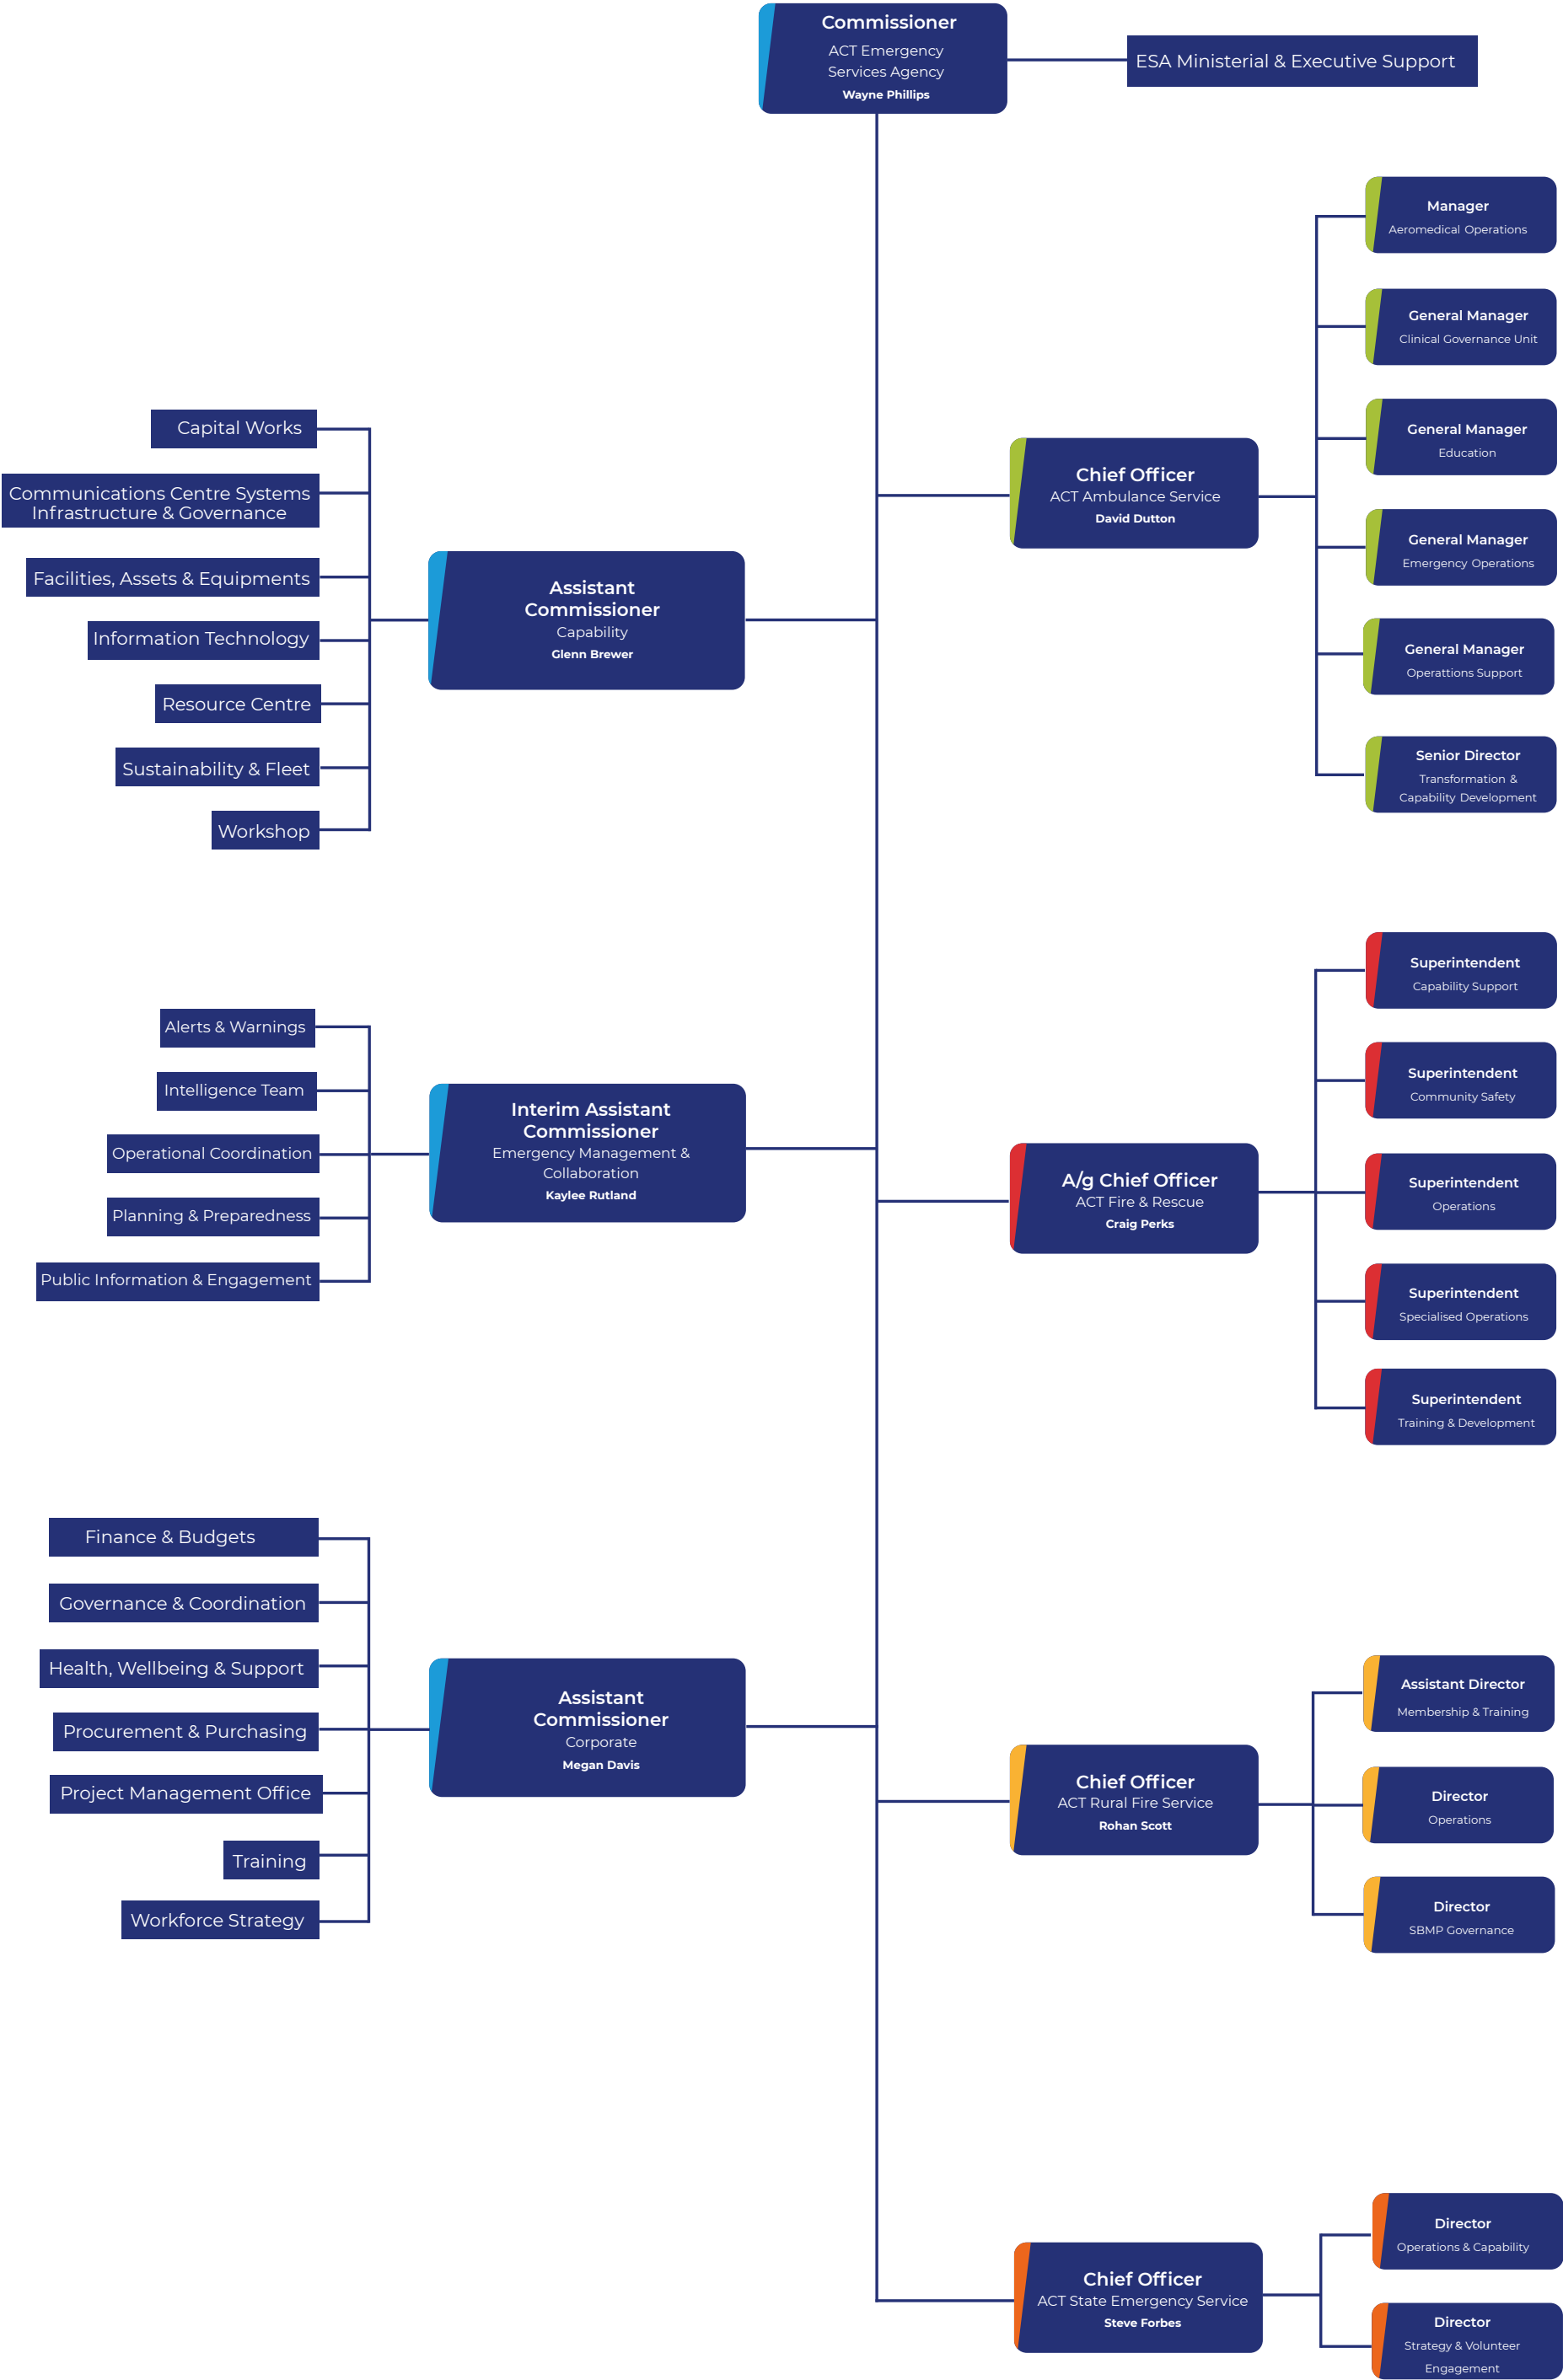 Commissioner
ACT Emergency
Services Agency
Wayne Phillips
ESA Ministerial & Executive Support
Capital Works
Communications Centre Systems
Infrastructure & Governance
Facilities, Assets & Equipments
Information Technology
Resource Centre
Sustainability & Fleet
Workshop
Assistant
Commissioner
Capability
Glenn Brewer
Alerts & Warnings
Intelligence Team
Operational Coordination
Planning & Preparedness
Public Information & Engagement
Interim Assistant
Commissioner
Emergency Management &
Collaboration
Kaylee Rutland
Finance & Budgets
Governance & Coordination
Health, Wellbeing & Support
Procurement & Purchasing
Project Management Office
Training
Workforce Strategy
Assistant
Commissioner
Corporate
Megan Davis
Chief Officer
ACT Ambulance Service
David Dutton
Manager
Aeromedical Operations
General Manager
Clinical Governance Unit
General Manager
Education
General Manager
Emergency Operations
General Manager
Operattions Support
Senior Director
Transformation &
Capability Development
A/g Chief Officer
ACT Fire & Rescue
Craig Perks
Superintendent
Capability Support
Superintendent
Community Safety
Superintendent
Operations
Superintendent
Specialised Operations
Superintendent
Training & Development
Chief Officer
ACT Rural Fire Service
Rohan Scott
Assistant Director
Membership & Training
Director
Operations
Director
SBMP Governance
Chief Officer
ACT State Emergency Service
Steve Forbes
Director
Operations & Capability
Director
Strategy & Volunteer
Engagement